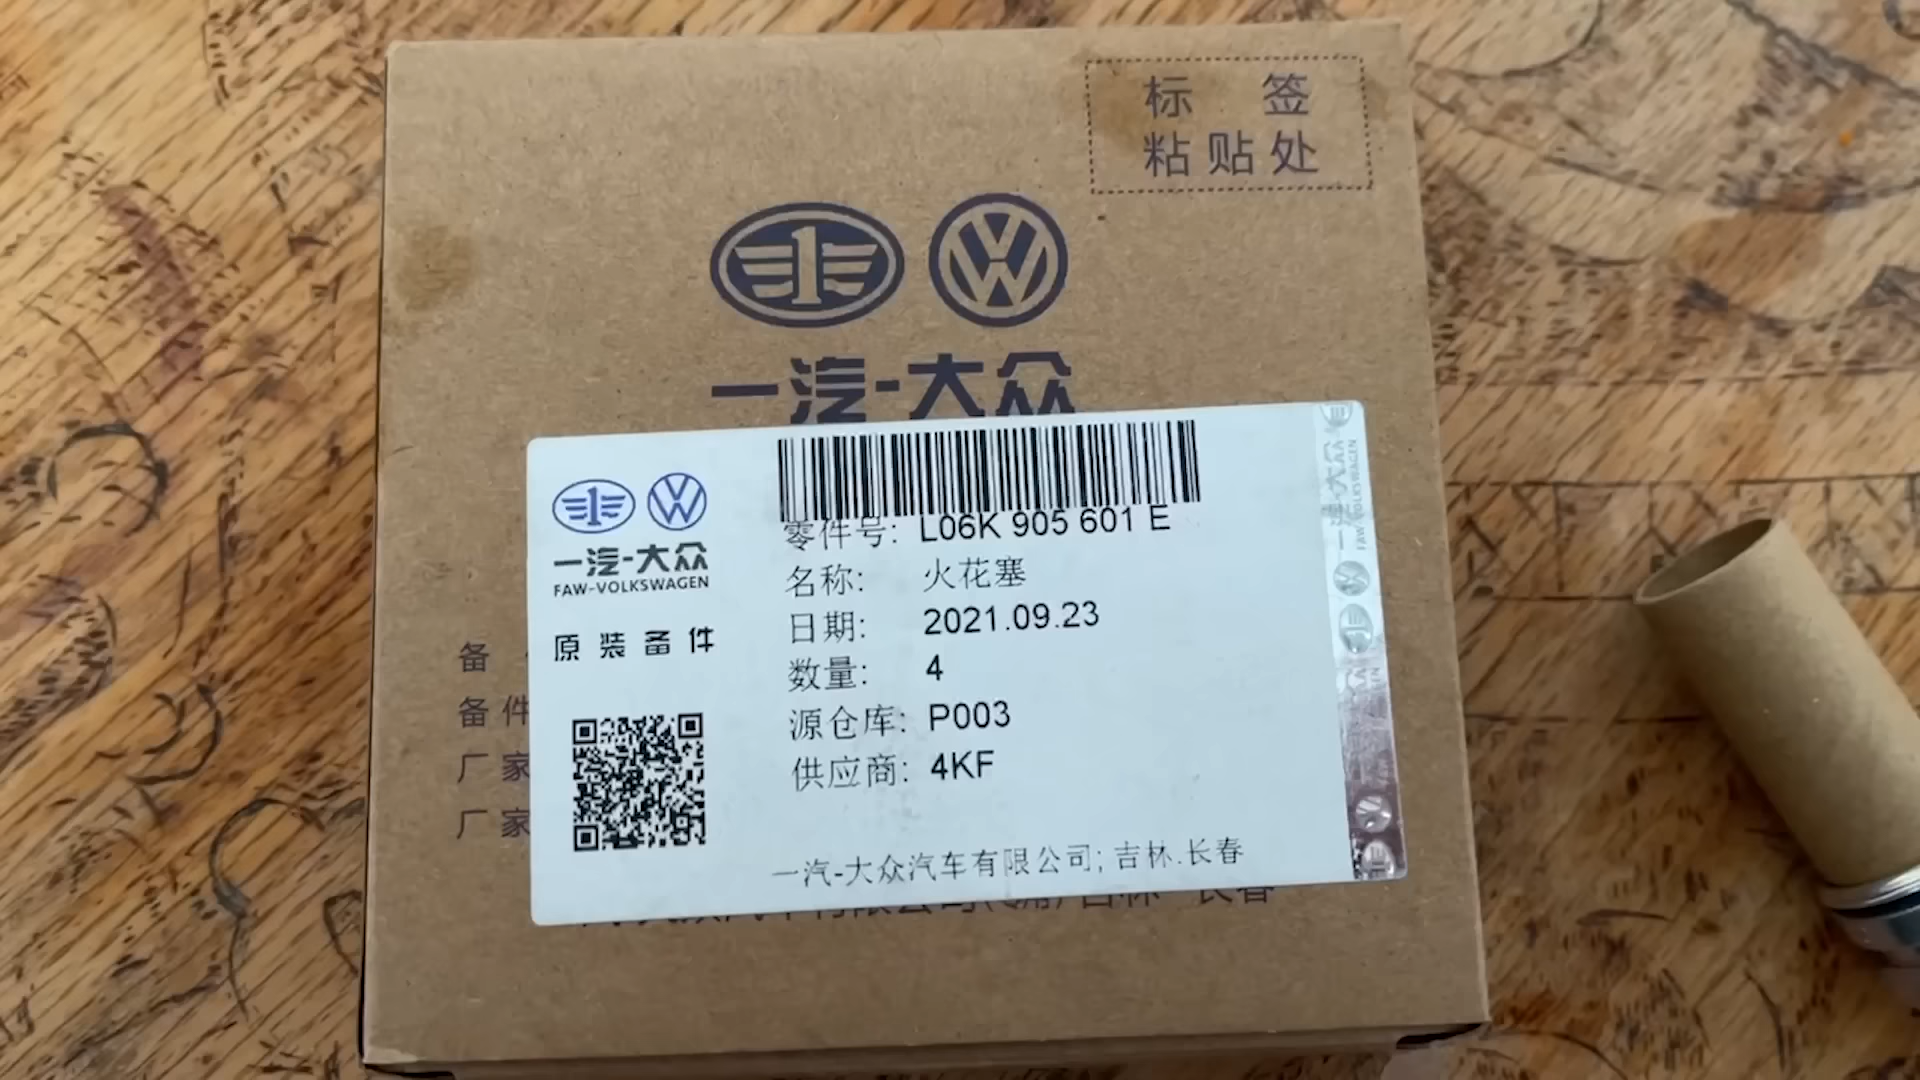 标 签
粘贴处
一汽-大众
一汽-大众
FAW-VOLKSWAGEN
原装备件
零件号: L06K 905 601 E
名称: 火花塞
日期: 2021.09.23
数量: 4
源仓库: P003
供应商: 4KF
一汽-大众汽车有限公司; 吉林.长春
备
备件
厂家
厂家